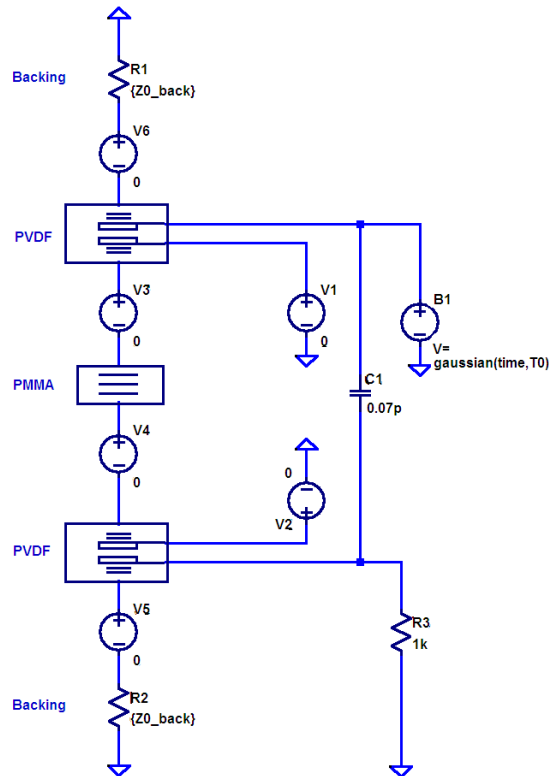 R1
Backing
{Z0_back}
V6
0
PVDF
V3
V1
B1
0
0
V=
gaussian(time,T0)
PMMA
C1
0.07p
V4
0
0
V2
PVDF
V5
R3
0
1k
R2
Backing
{Z0_back}